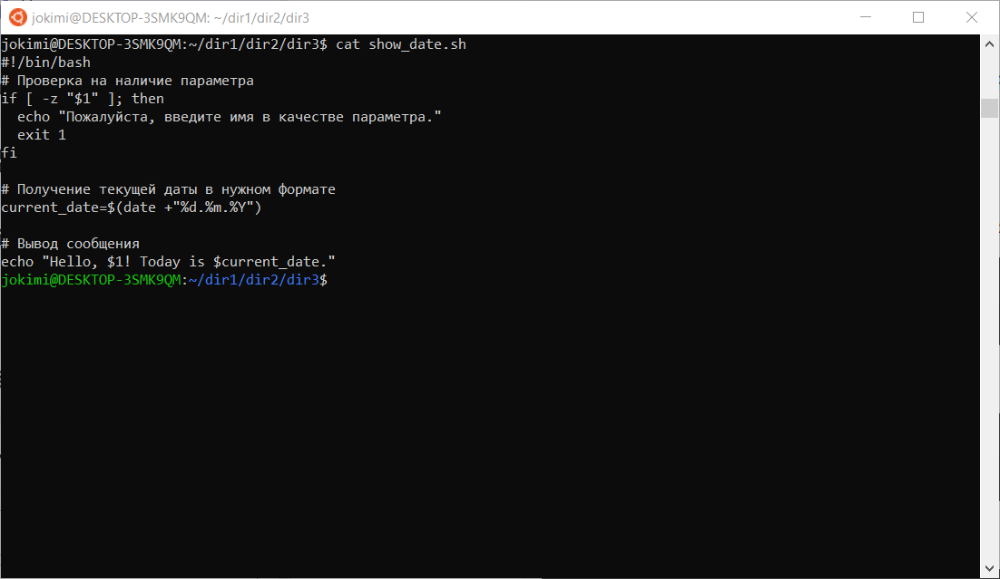 jokimi@DESKTOP-3SMK9QM: ~/dir1/dir2/dir3
jokimi@DESKTOP-3SMK9QM:~/dir1/dir2/dir3$ cat show_date.sh
#!/bin/bash
# Проверка на наличие параметра
if [ -z "$1" ]; then
  echo "Пожалуйста, введите имя в качестве параметра."
  exit 1
fi

# Получение текущей даты в нужном формате
current_date=$(date +"%d.%m.%Y")

# Вывод сообщения
echo "Hello, $1! Today is $current_date."
jokimi@DESKTOP-3SMK9QM:~/dir1/dir2/dir3$